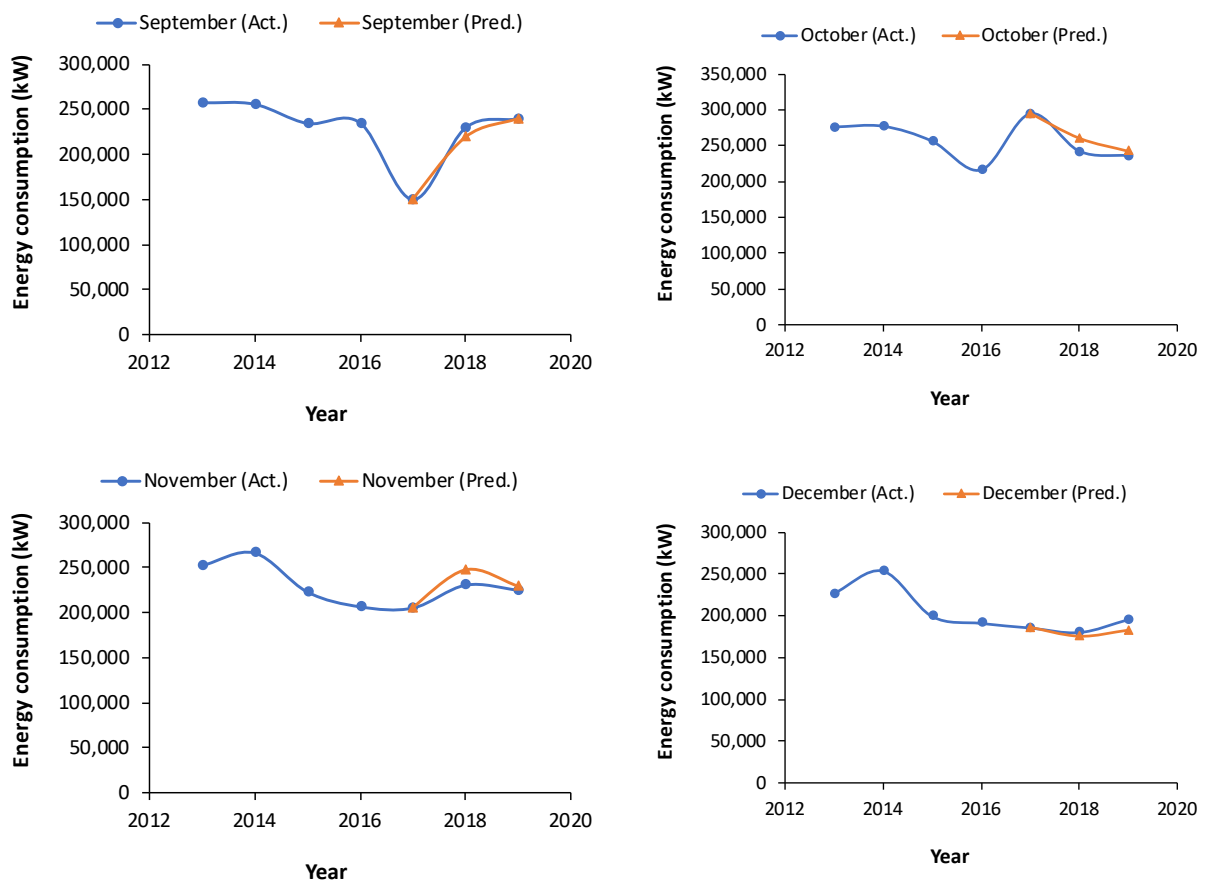 September (Act.) September (Pred.)
Energy consumption (kW)
300,000
250,000
200,000
150,000
100,000
50,000
0
2012 2014 2016 2018 2020
Year
October (Act.) October (Pred.)
Energy consumption (kW)
350,000
300,000
250,000
200,000
150,000
100,000
50,000
0
2012 2014 2016 2018 2020
Year
November (Act.) November (Pred.)
Energy consumption (kW)
300,000
250,000
200,000
150,000
100,000
50,000
0
2012 2014 2016 2018 2020
Year
December (Act.) December (Pred.)
Energy consumption (kW)
300,000
250,000
200,000
150,000
100,000
50,000
0
2012 2014 2016 2018 2020
Year